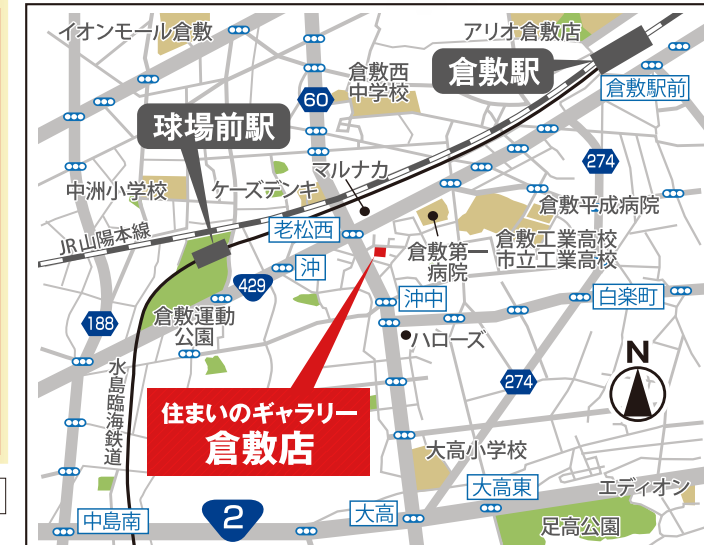 イオンモール倉敷
アリオ倉敷店
倉敷駅
倉敷西
中学校
倉敷駅前
60
球場前駅
274
マルナカ
中洲小学校
ケーズデンキ
倉敷平成病院
JR山陽本線
老松西
倉敷第一
病院
倉敷工業高校
市立工業高校
沖
429
沖中
白楽町
倉敷運動
公園
188
ハローズ
N
水島臨海鉄道
274
住まいのギャラリー
倉敷店
大高小学校
大高東
エディオン
中島南
2
大高
足高公園